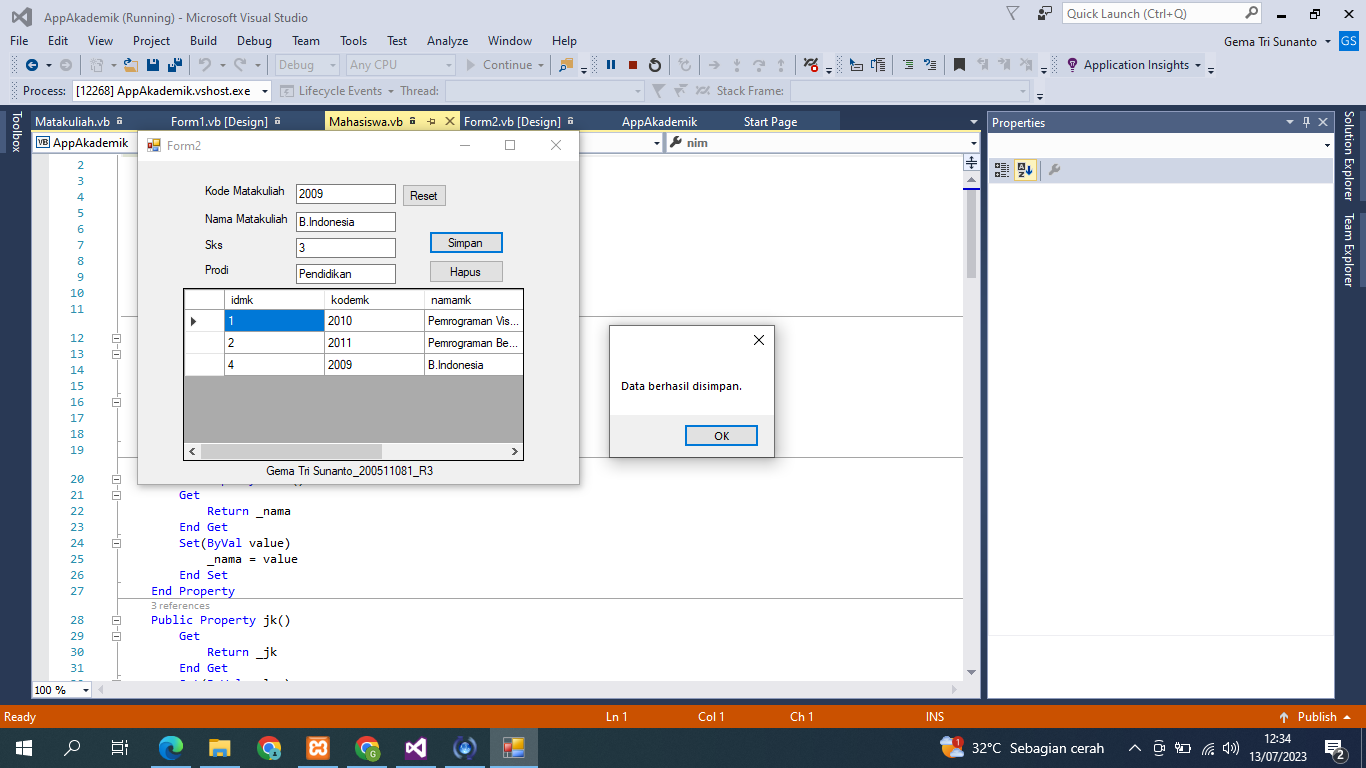 AppAkademik (Running) - Microsoft Visual Studio
Quick Launch (Ctrl+Q)
File Edit View Project Build Debug Team Tools Test Analyze Window Help
Gema Tri Sunanto GS
Debug Any CPU Continue Application Insights
Process: [12268] AppAkademik.vshost.exe Lifecycle Events Thread: Stack Frame:
Toolbox
Matakuliah.vb Form1.vb [Design] Mahasiswa.vb Form2.vb [Design] AppAkademik Start Page
VB AppAkademik
nim
Properties
Solution Explorer
Team Explorer
Form2
Kode Matakuliah 2009 Reset
Nama Matakuliah B.Indonesia
Sks 3 Simpan
Prodi Pendidikan Hapus
idmk kodemk namamk
1 2010 Pemrograman Vis...
2 2011 Pemrograman Be...
4 2009 B.Indonesia
Gema Tri Sunanto_200511081_R3
Data berhasil disimpan.
OK
2
3
4
5
6
7
8
9
10
11
12
13
14
15
16
17
18
19
20
21 Get
22 Return _nama
23 End Get
24 Set(ByVal value)
25 _nama = value
26 End Set
27 End Property
3 references
28 Public Property jk()
29 Get
30 Return _jk
31 End Get
100 %
Ready Ln 1 Col 1 Ch 1 INS Publish
1 32°C Sebagian cerah 12:34
13/07/2023 2